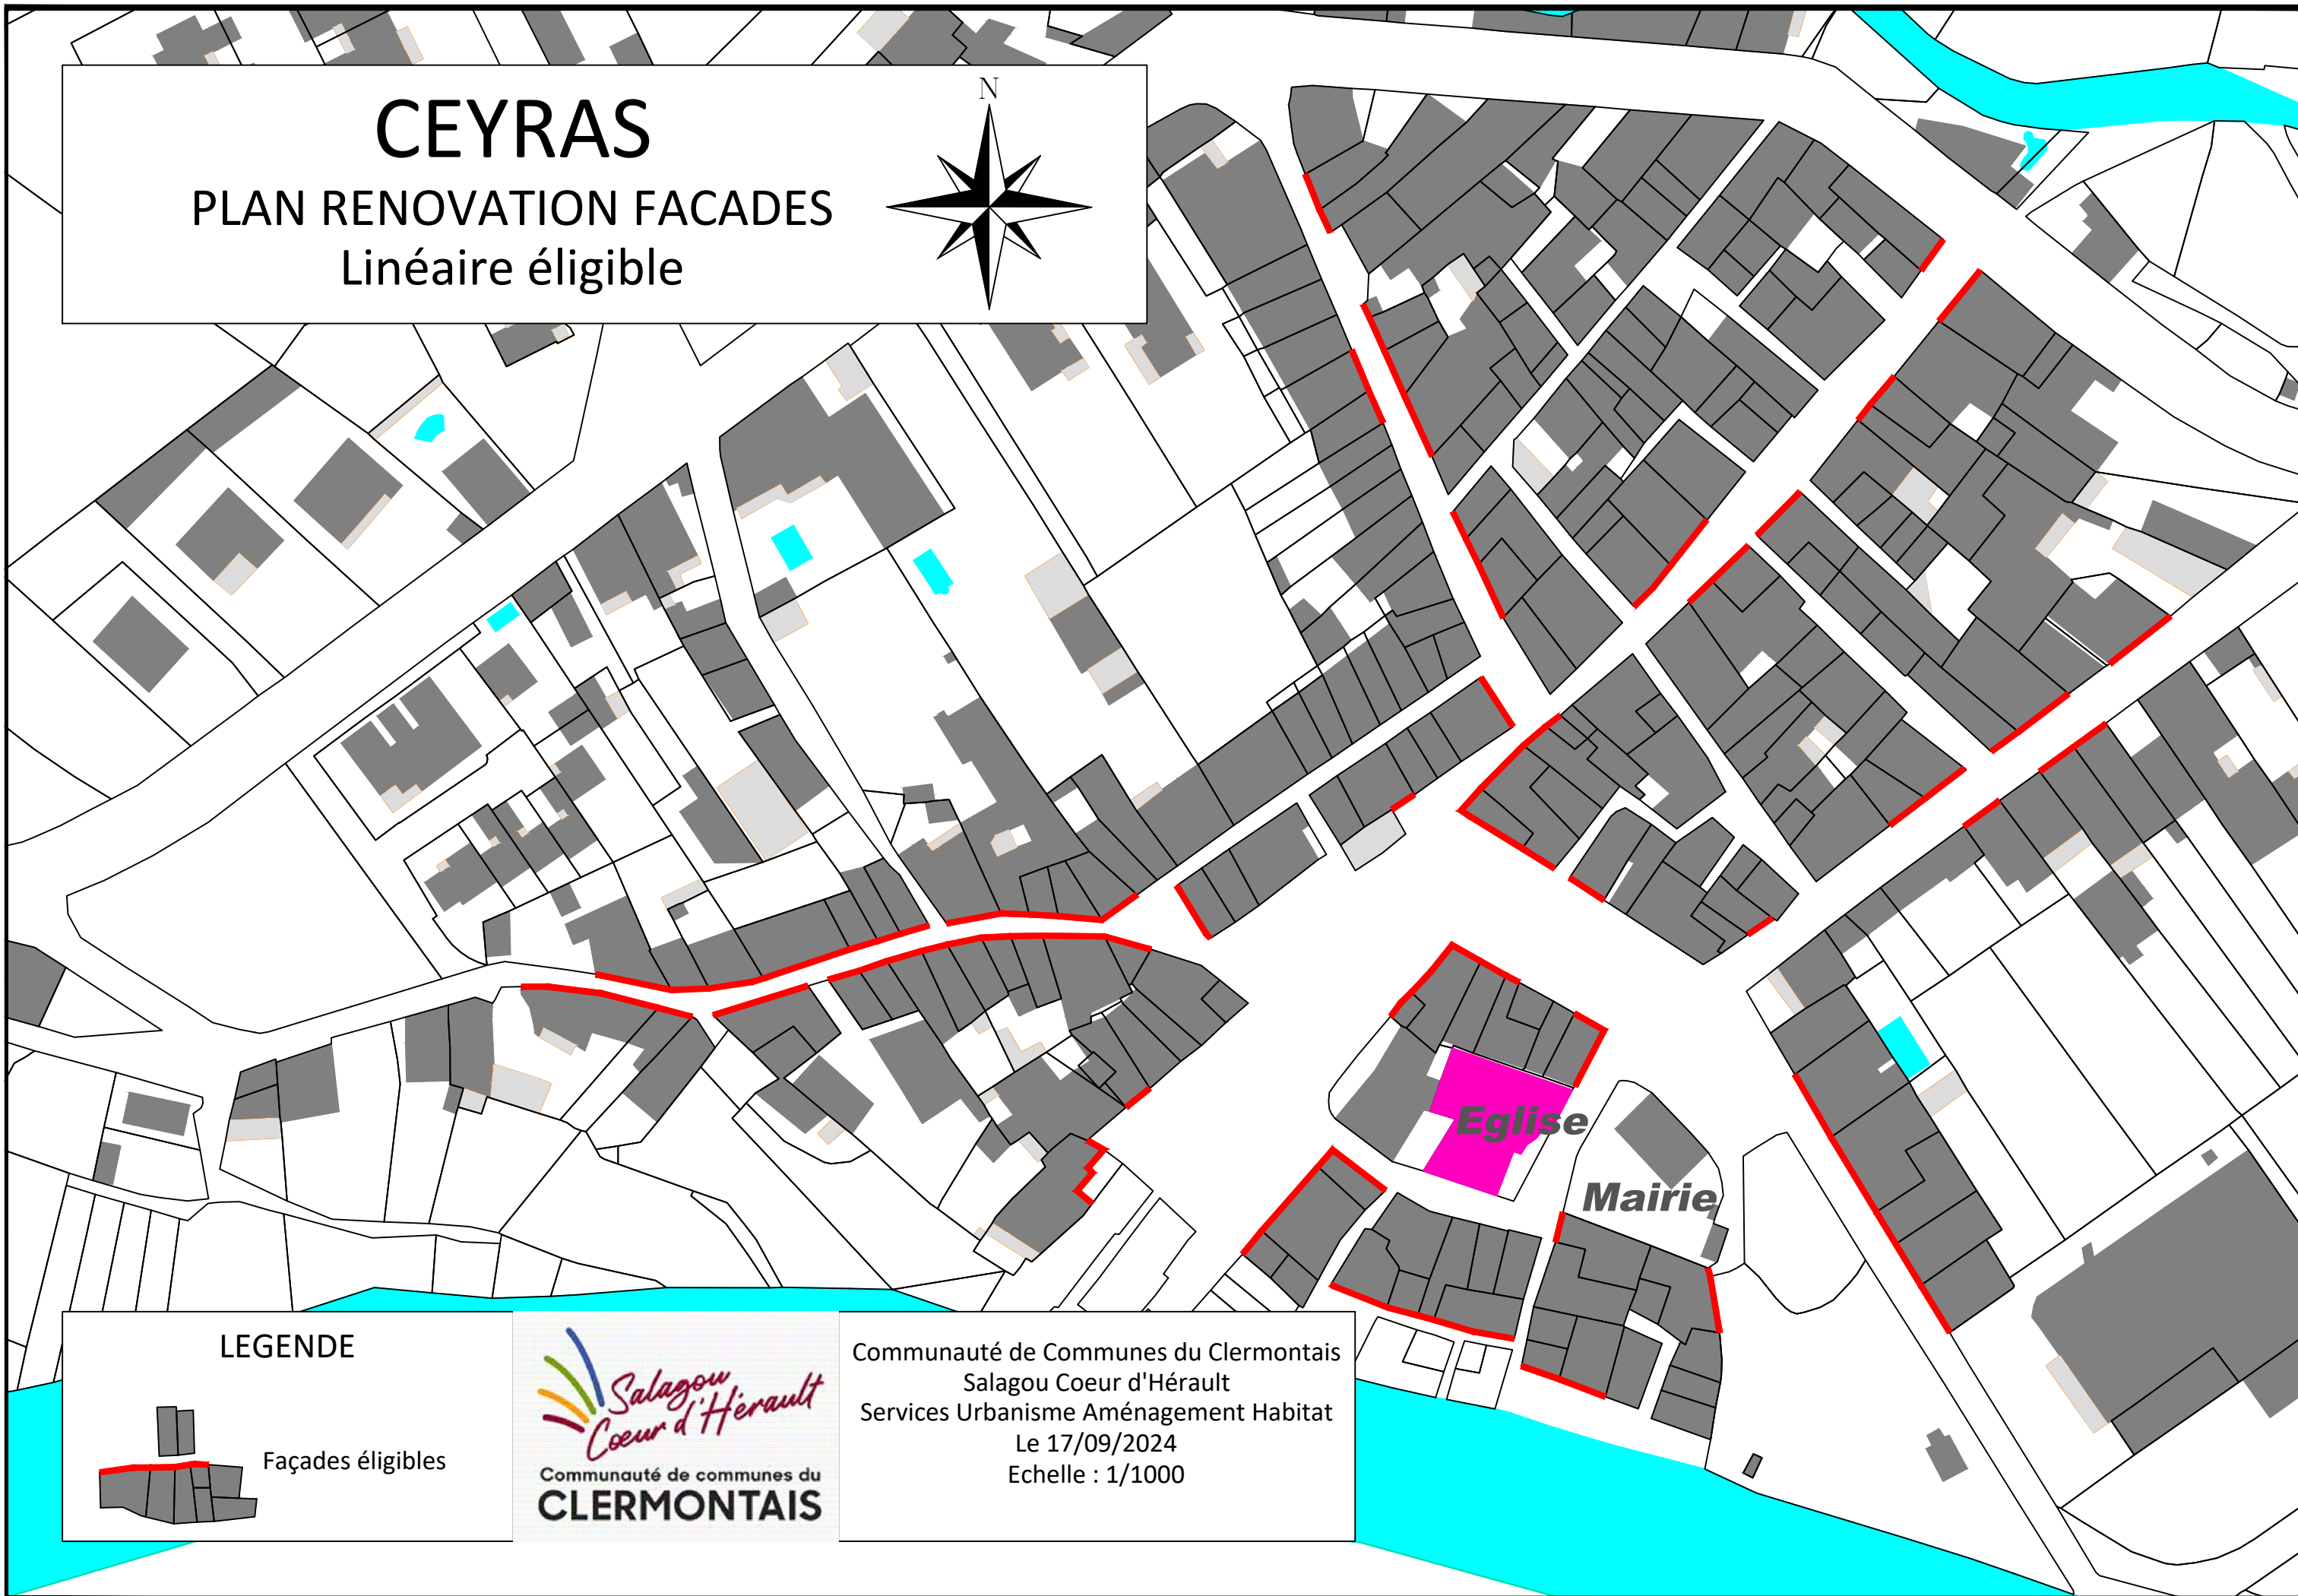 CEYRAS
PLAN RENOVATION FACADES
Linéaire éligible
N
Eglise
Mairie
LEGENDE
Façades éligibles
Salagou
Coeur d'Hérault
Communauté de communes du
CLERMONTAIS
Communauté de Communes du Clermontais
Salagou Coeur d'Hérault
Services Urbanisme Aménagement Habitat
Le 17/09/2024
Echelle : 1/1000